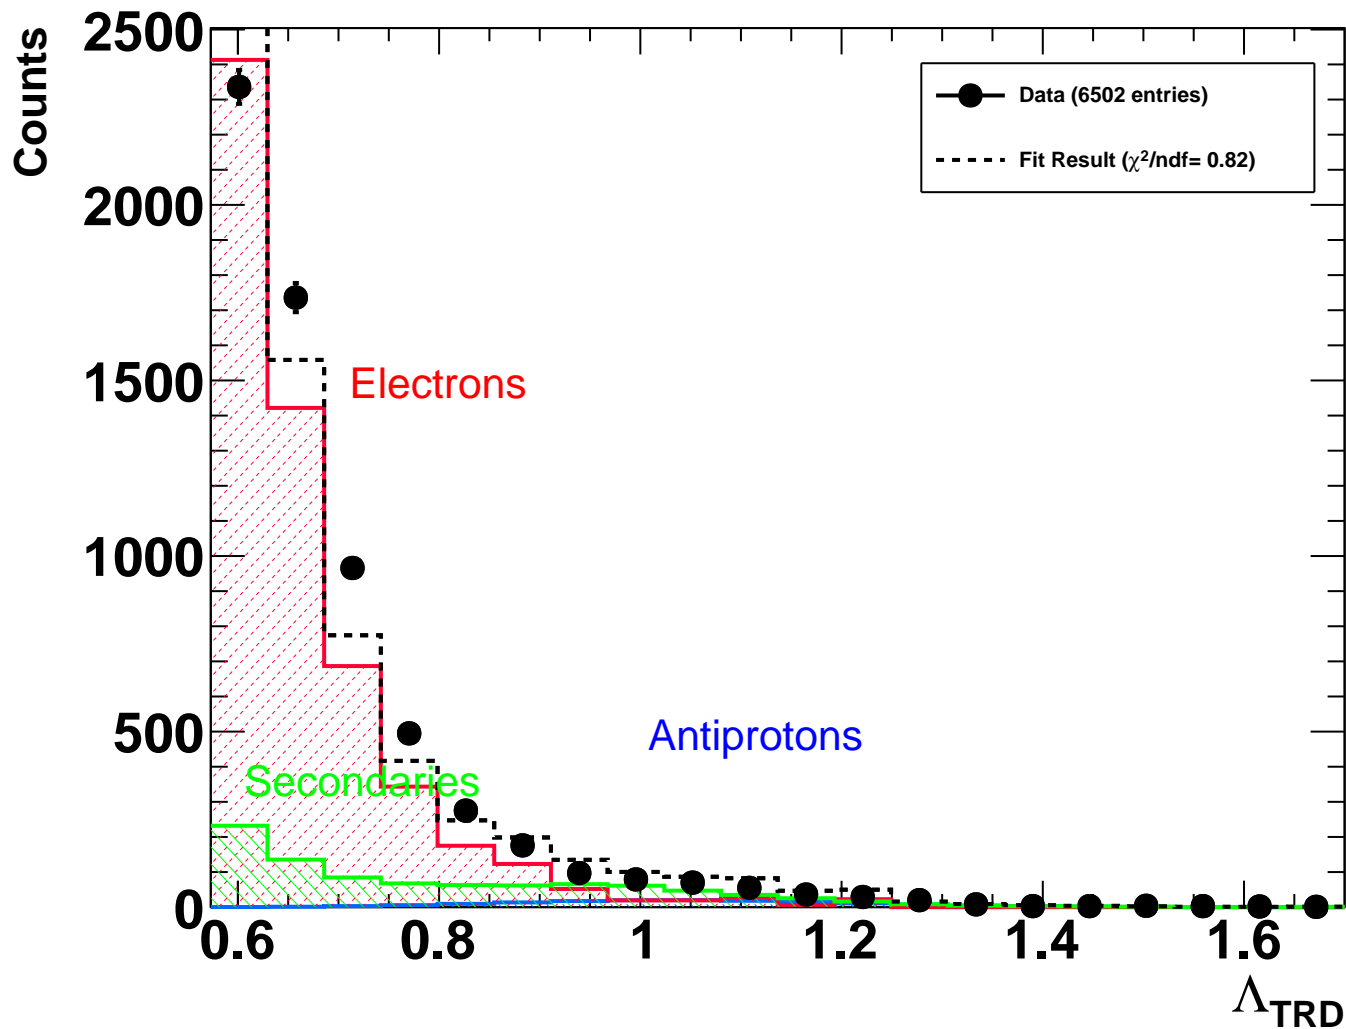 Counts
2500
2000
1500
1000
500
0
Data (6502 entries)
Fit Result (χ²/ndf= 0.82)
Electrons
Antiprotons
Secondaries
0.6 0.8 1 1.2 1.4 1.6
Λ_TRD